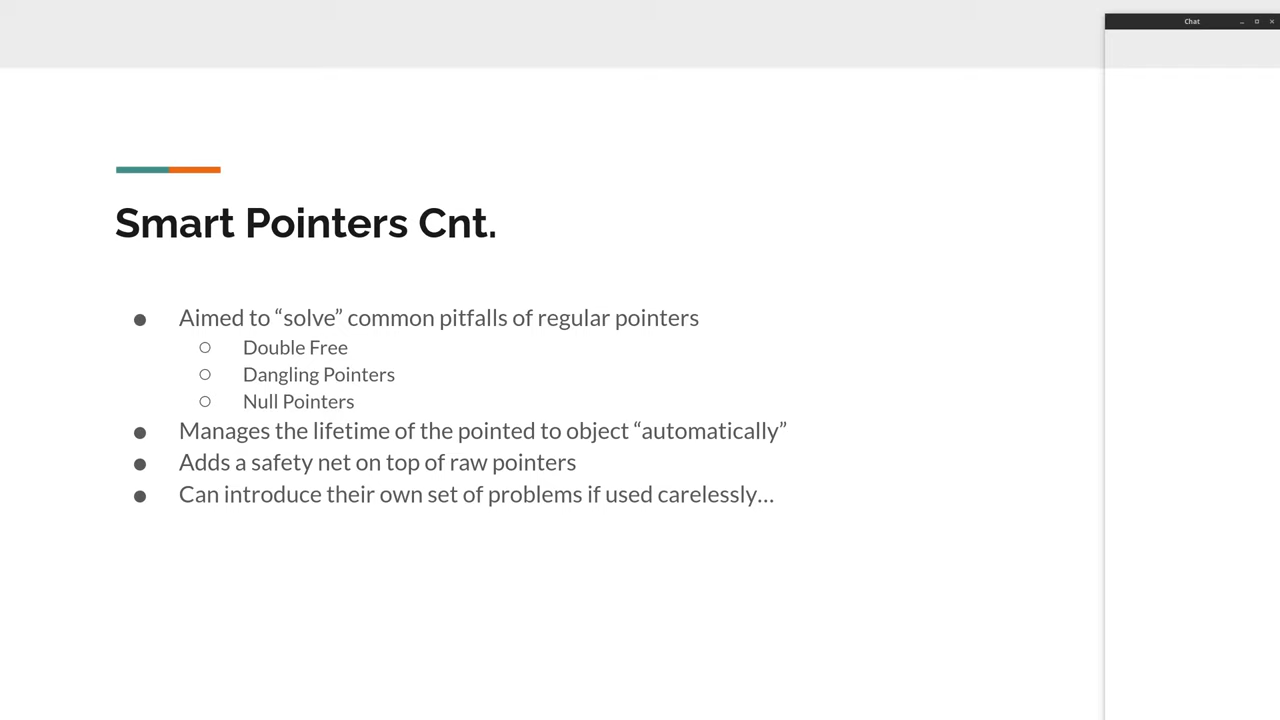 Chat
Smart Pointers Cnt.
● Aimed to “solve” common pitfalls of regular pointers
○ Double Free
○ Dangling Pointers
○ Null Pointers
● Manages the lifetime of the pointed to object “automatically”
● Adds a safety net on top of raw pointers
● Can introduce their own set of problems if used carelessly…